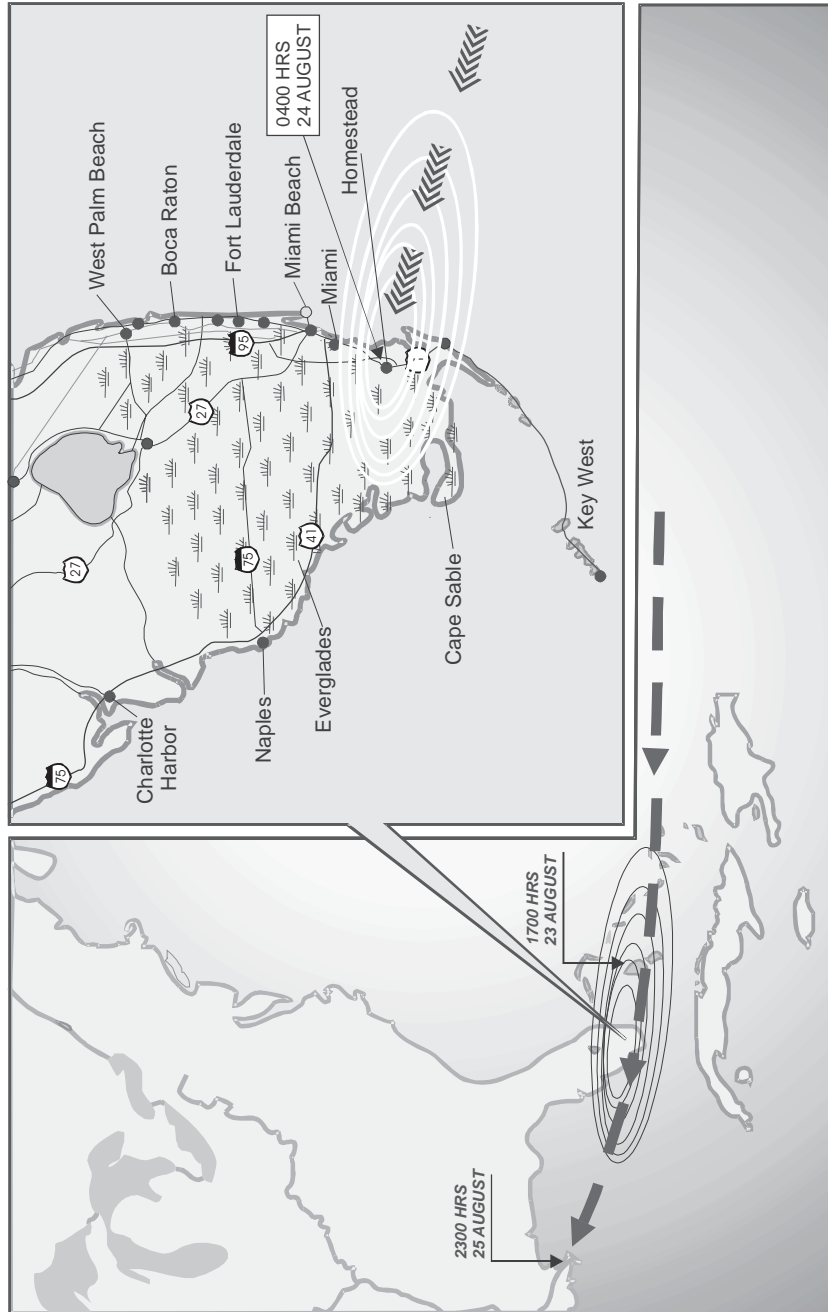 0400 HRS
24 AUGUST
West Palm Beach
Boca Raton
Fort Lauderdale
Miami Beach
Miami
Homestead
95
27
27
75
41
75
1
Charlotte
Harbor
Naples
Everglades
Cape Sable
Key West
1700 HRS
23 AUGUST
2300 HRS
25 AUGUST